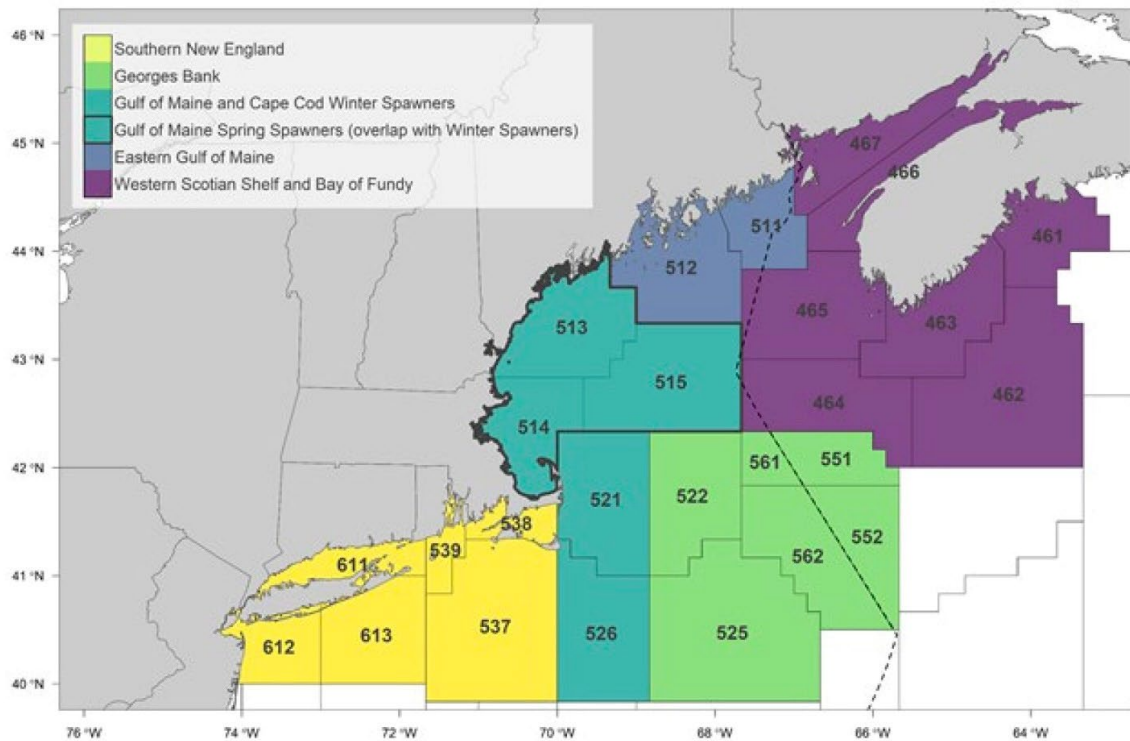 46 °N
Southern New England
Georges Bank
Gulf of Maine and Cape Cod Winter Spawners
Gulf of Maine Spring Spawners (overlap with Winter Spawners)
Eastern Gulf of Maine
Western Scotian Shelf and Bay of Fundy
45 °N
467
466
44 °N
511
461
512
513
465
463
43 °N
515
464
462
514
42 °N
561
551
521
522
538
552
539
562
41 °N
611
612
613
537
526
525
40 °N
76 °W
74 °W
72 °W
70 °W
68 °W
66 °W
64 °W